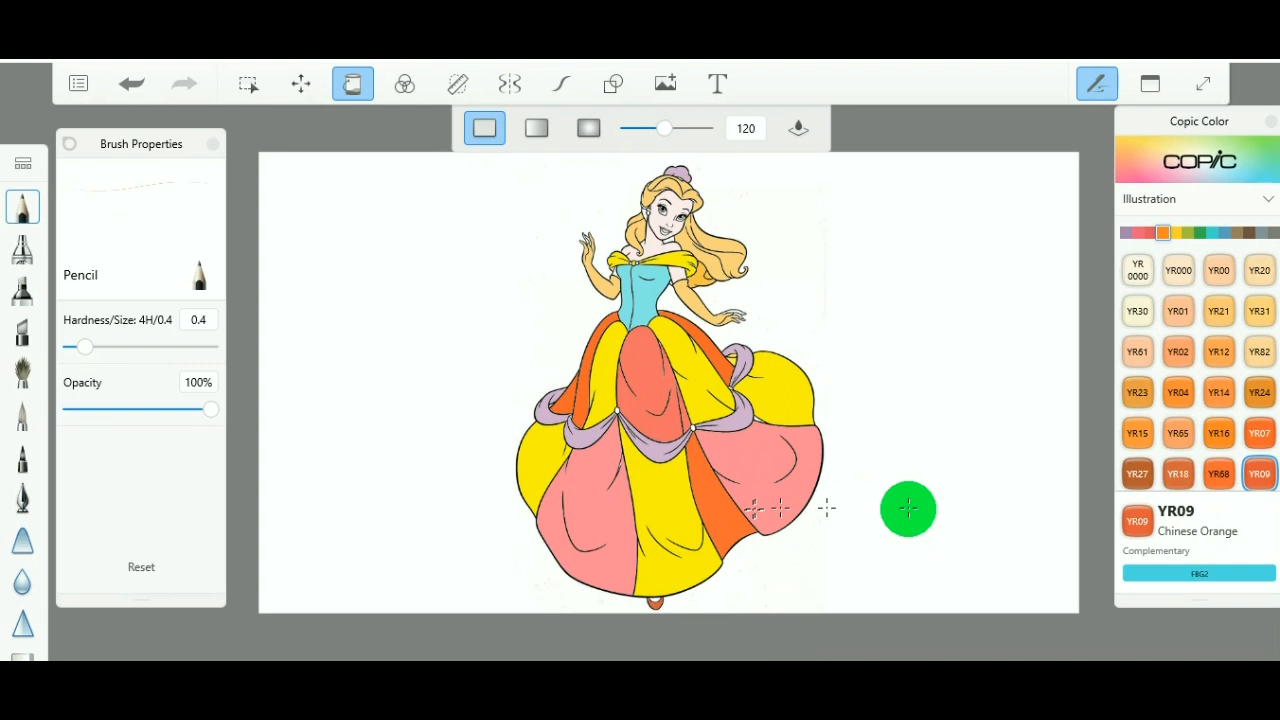 T
120
Brush Properties
Pencil
Hardness/Size: 4H/0.4 0.4
Opacity 100%
Reset
Copic Color
COPIC
Illustration
YR 0000 YR000 YR00 YR20
YR30 YR01 YR21 YR31
YR61 YR02 YR12 YR82
YR23 YR04 YR14 YR24
YR15 YR65 YR16 YR07
YR27 YR18 YR68 YR09
YR09 YR09
Chinese Orange
Complementary
FBG2